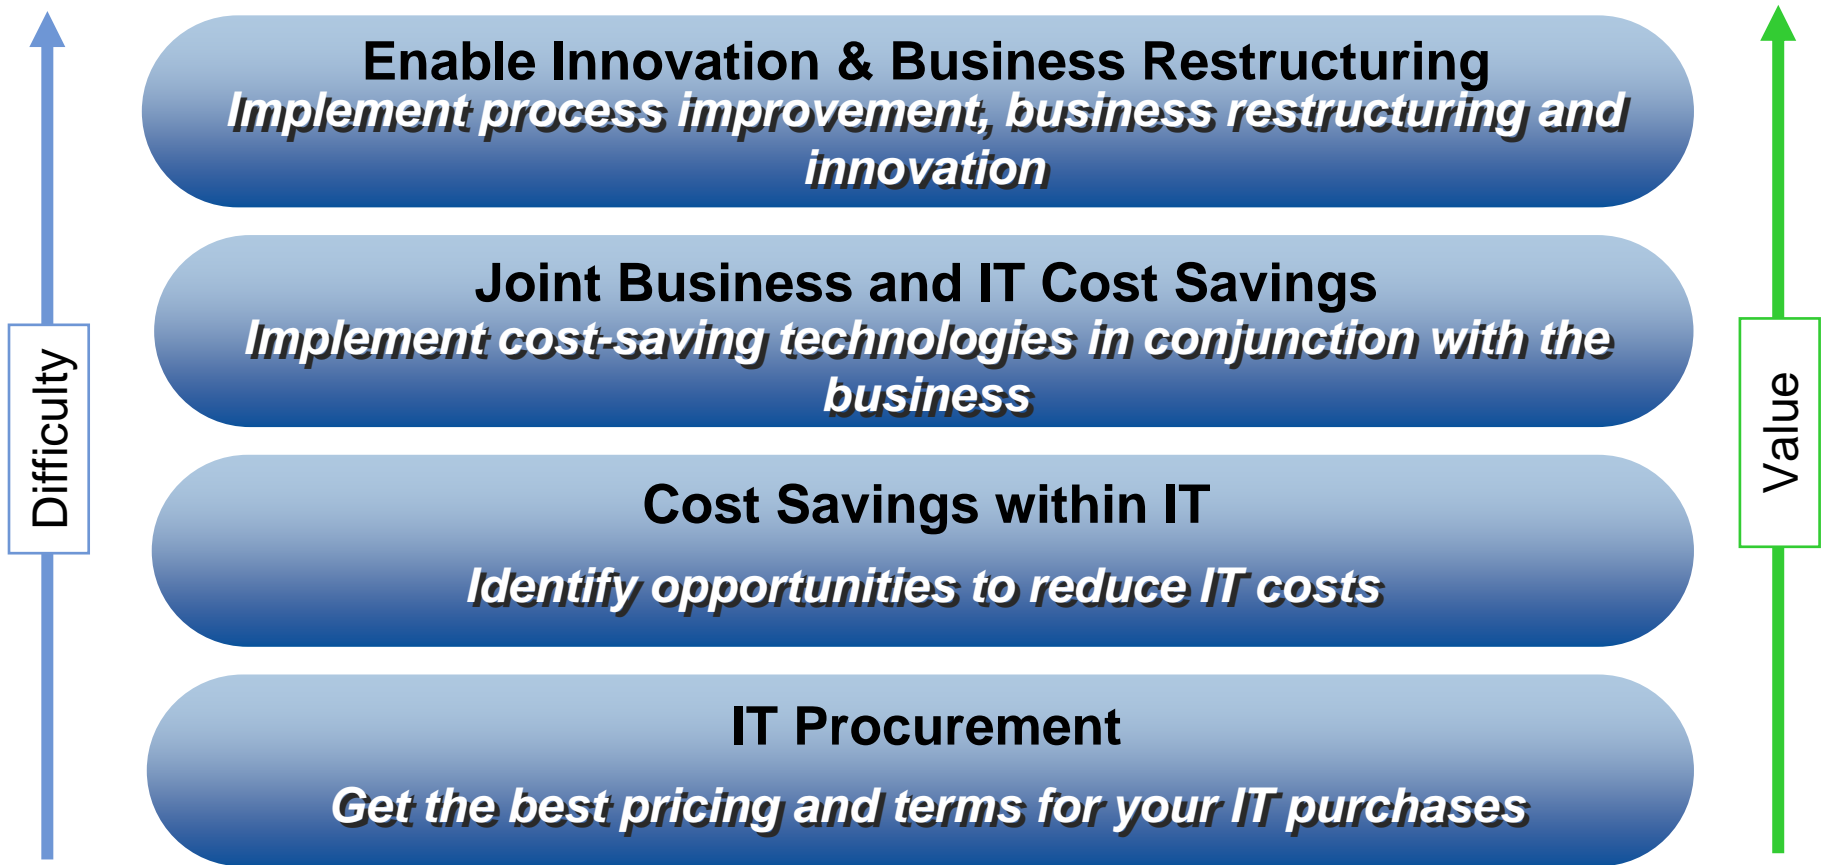 Enable Innovation & Business Restructuring
Implement process improvement, business restructuring and
innovation
Joint Business and IT Cost Savings
Implement cost-saving technologies in conjunction with the
business
Cost Savings within IT
Identify opportunities to reduce IT costs
IT Procurement
Get the best pricing and terms for your IT purchases
Difficulty
Value